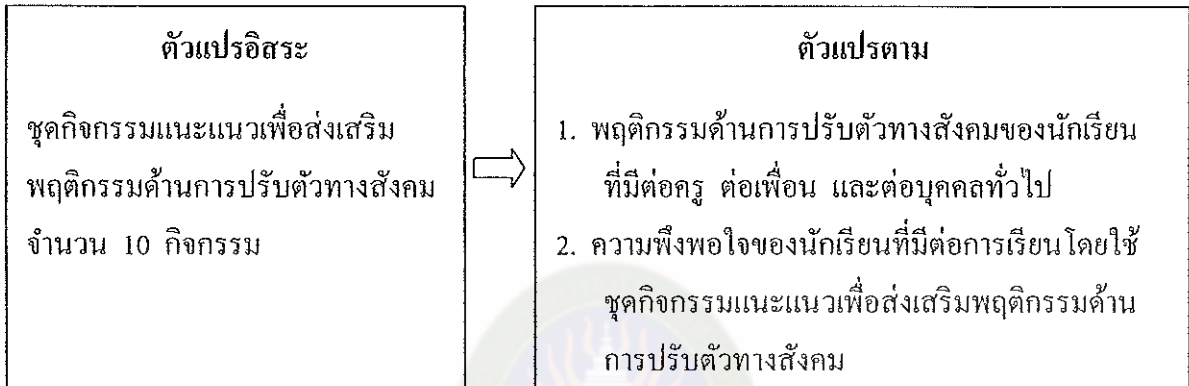 ตัวแปรอิสระ
ชุดกิจกรรมแนะแนวเพื่อส่งเสริม
พฤติกรรมด้านการปรับตัวทางสังคม
จำนวน 10 กิจกรรม
ตัวแปรตาม
1. พฤติกรรมด้านการปรับตัวทางสังคมของนักเรียน
ที่มีต่อครู ต่อเพื่อน และต่อบุคคลทั่วไป
2. ความพึงพอใจของนักเรียนที่มีต่อการเรียนโดยใช้
ชุดกิจกรรมแนะแนวเพื่อส่งเสริมพฤติกรรมด้าน
การปรับตัวทางสังคม